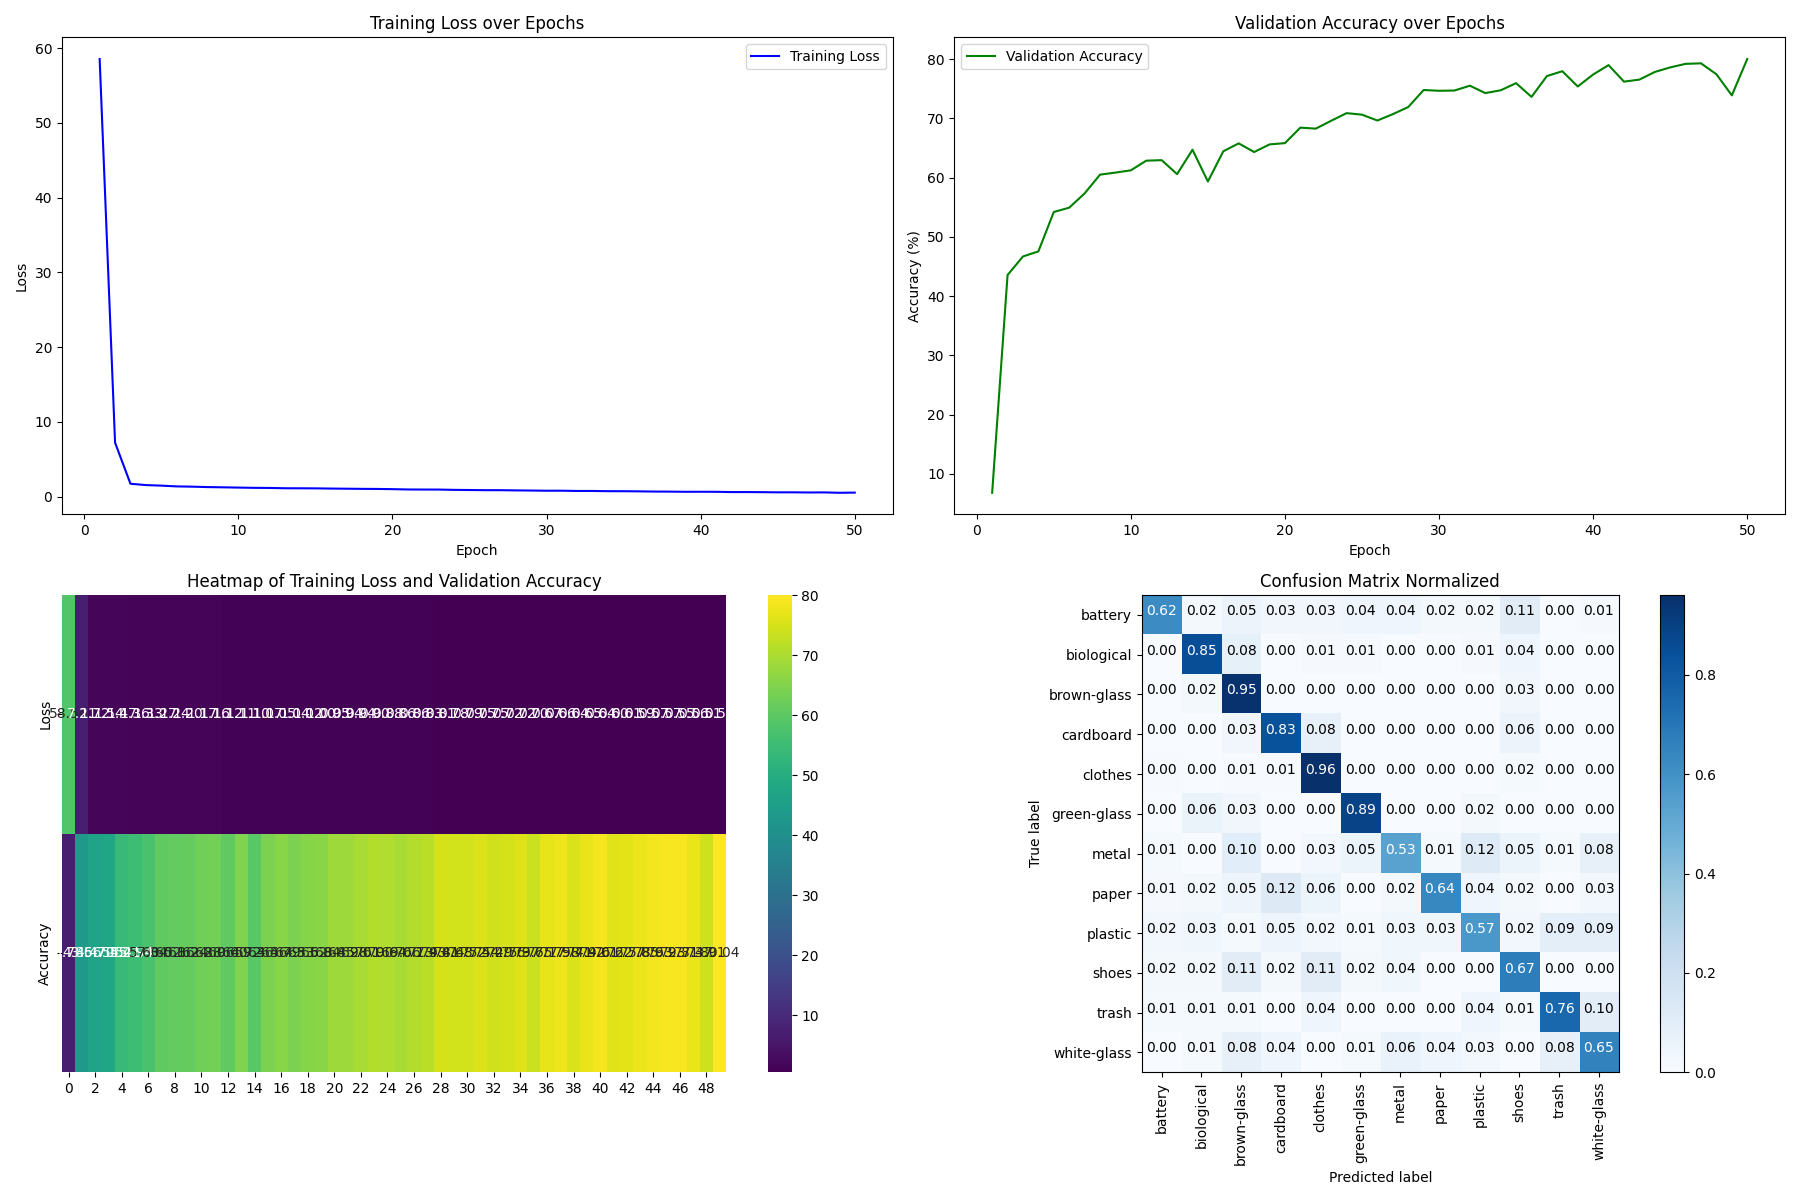 Training Loss over Epochs
Training Loss
60
50
40
30
20
10
0
Loss
0 10 20 30 40 50
Epoch
Validation Accuracy over Epochs
Validation Accuracy
80
70
60
50
40
30
20
10
Accuracy (%)
0 10 20 30 40 50
Epoch
Heatmap of Training Loss and Validation Accuracy
Loss
Accuracy
0 2 4 6 8 10 12 14 16 18 20 22 24 26 28 30 32 34 36 38 40 42 44 46 48
80
70
60
50
40
30
20
10
Confusion Matrix Normalized
True label
battery 0.62 0.02 0.05 0.03 0.03 0.04 0.04 0.02 0.02 0.11 0.00 0.01
biological 0.00 0.85 0.08 0.00 0.01 0.01 0.00 0.00 0.01 0.04 0.00 0.00
brown-glass 0.00 0.02 0.95 0.00 0.00 0.00 0.00 0.00 0.00 0.03 0.00 0.00
cardboard 0.00 0.00 0.03 0.83 0.08 0.00 0.00 0.00 0.00 0.06 0.00 0.00
clothes 0.00 0.00 0.01 0.01 0.96 0.00 0.00 0.00 0.00 0.02 0.00 0.00
green-glass 0.00 0.06 0.03 0.00 0.00 0.89 0.00 0.00 0.02 0.00 0.00 0.00
metal 0.01 0.00 0.10 0.00 0.03 0.05 0.53 0.01 0.12 0.05 0.01 0.08
paper 0.01 0.02 0.05 0.12 0.06 0.00 0.02 0.64 0.04 0.02 0.00 0.03
plastic 0.02 0.03 0.01 0.05 0.02 0.01 0.03 0.03 0.57 0.02 0.09 0.09
shoes 0.02 0.02 0.11 0.02 0.11 0.02 0.04 0.00 0.00 0.67 0.00 0.00
trash 0.01 0.01 0.01 0.00 0.04 0.00 0.00 0.00 0.04 0.01 0.76 0.10
white-glass 0.00 0.01 0.08 0.04 0.00 0.01 0.06 0.04 0.03 0.00 0.08 0.65
battery biological brown-glass cardboard clothes green-glass metal paper plastic shoes trash white-glass
Predicted label
0.8
0.6
0.4
0.2
0.0